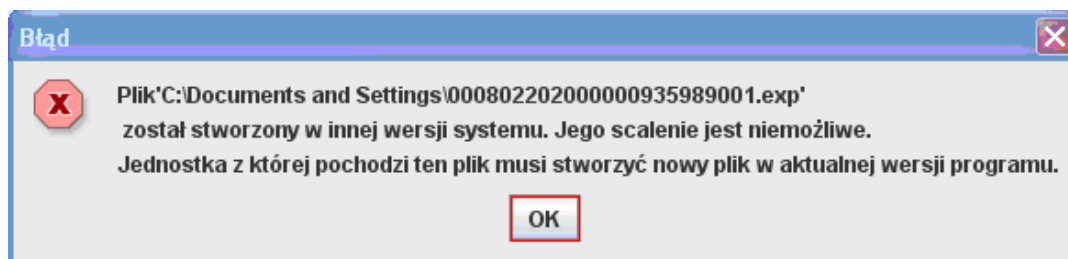 Błąd
Plik'C:\Documents and Settings\000802202000000935989001.exp'
został stworzony w innej wersji systemu. Jego scalenie jest niemożliwe.
Jednostka z której pochodzi ten plik musi stworzyć nowy plik w aktualnej wersji programu.
OK